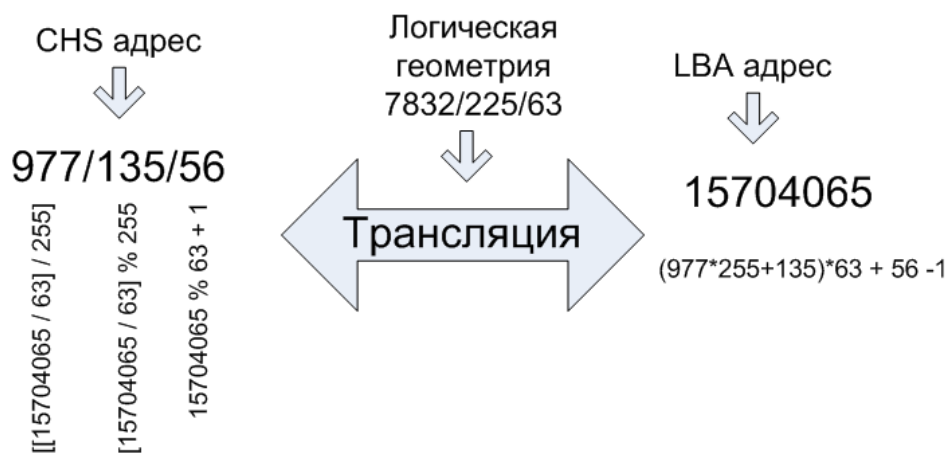 CHS адрес
977/135/56
[[15704065 / 63] / 255]
[15704065 / 63] % 255
15704065 % 63 + 1
Логическая
геометрия
7832/225/63
Трансляция
LBA адрес
15704065
(977*255+135)*63 + 56 -1